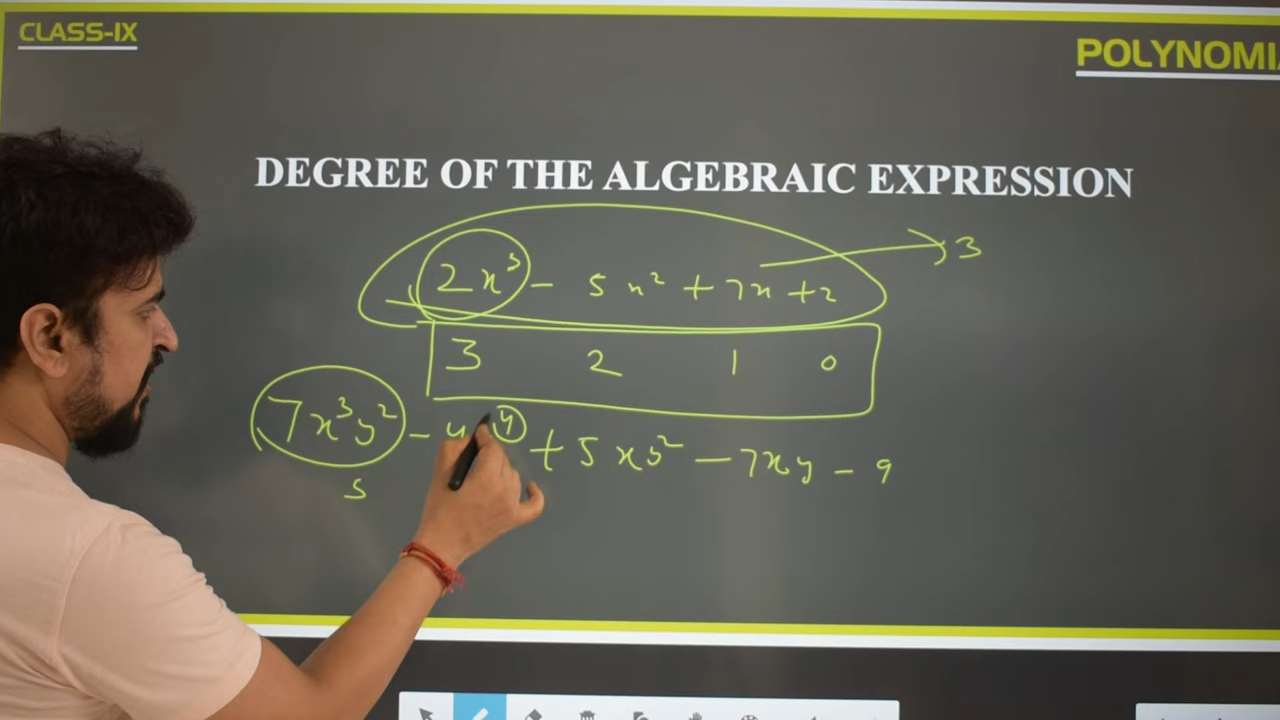 CLASS-IX
POLYNOMIA
DEGREE OF THE ALGEBRAIC EXPRESSION
2x³ - 5x² + 7x + 2 → 3
3 2 1 0
7x³y² - 4 + 5xy² - 7xy - 9
5